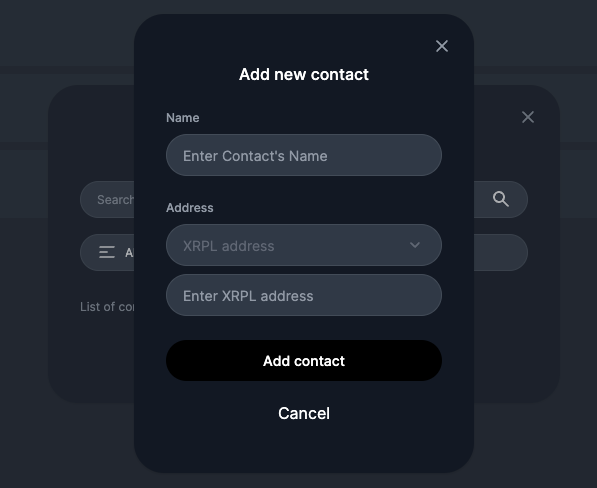 Add new contact
Name
Enter Contact's Name
Search
Address
XRPL address
A
List of co
Enter XRPL address
Add contact
Cancel